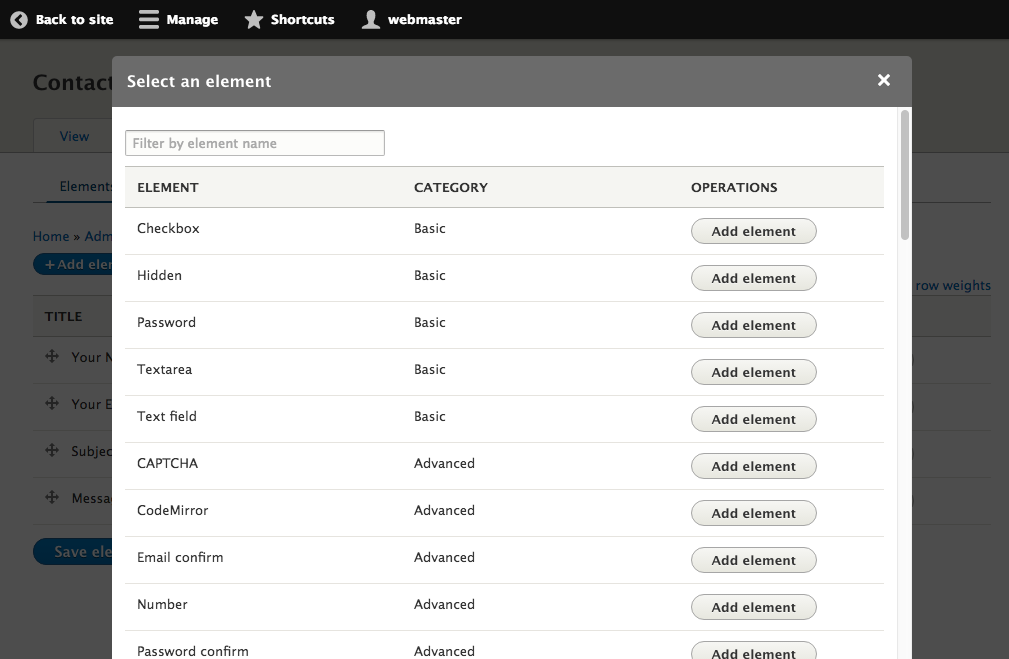 Back to site Manage Shortcuts webmaster
Contact
Select an element
View
Filter by element name
ELEMENT CATEGORY OPERATIONS
Elements
Checkbox Basic Add element
Home » Adm
+ Add ele
Hidden Basic Add element
row weights
TITLE
Password Basic Add element
Your N
Textarea Basic Add element
Your E
Text field Basic Add element
Subjec
CAPTCHA Advanced Add element
Messa
CodeMirror Advanced Add element
Save ele
Email confirm Advanced Add element
Number Advanced Add element
Password confirm Advanced Add element